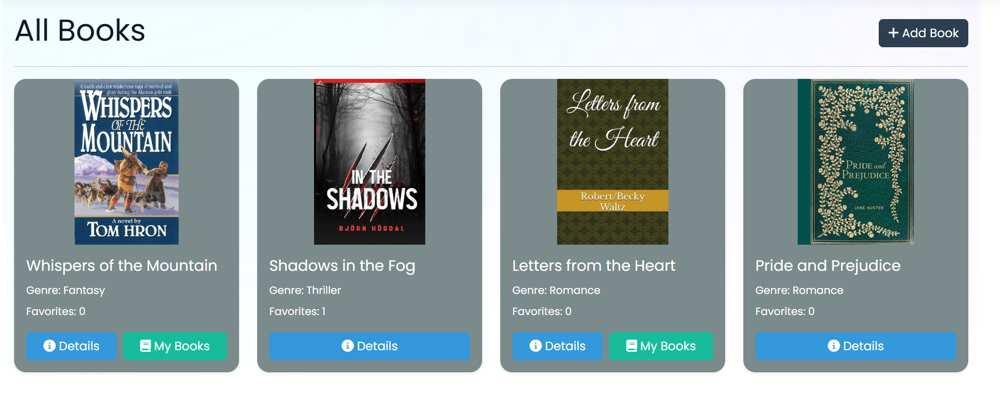 All Books
Add Book
A tooth-and-claw wilderness saga of survival and
glory during the Alaskan gold rush
WHISPERS
OF THE
MOUNTAIN
A novel by
TOM HRON
Whispers of the Mountain
Genre: Fantasy
Favorites: 0
Details
My Books
IN THE
SHADOWS
BJÖRN HÖGDAL
Shadows in the Fog
Genre: Thriller
Favorites: 1
Details
Letters from
the Heart
Robert/Becky
Waltz
Letters from the Heart
Genre: Romance
Favorites: 0
Details
My Books
PRIDE and
PREJUDICE
JANE AUSTEN
Pride and Prejudice
Genre: Romance
Favorites: 0
Details